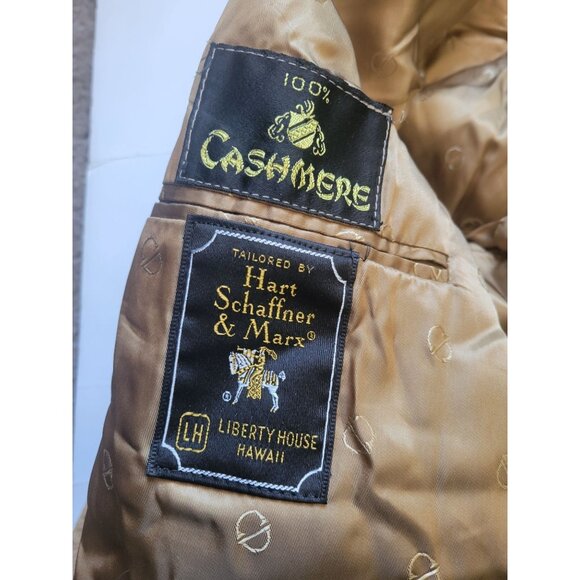 100%
CASHMERE
TAILORED BY
Hart
Schaffner
& Marx®
®
LH
LIBERTY HOUSE
HAWAII